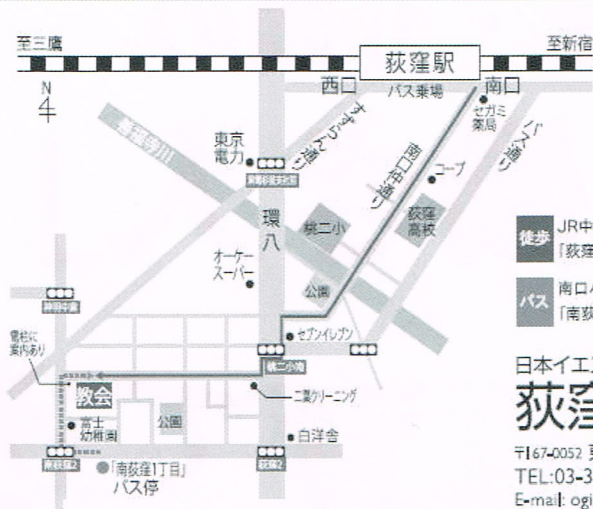 至三鷹
荻窪駅
至新宿
N
西口
バス乗場
南口
セガミ
薬局
すずらん通り
バス通り
東京
電力
善福寺川
南口仲通り
コープ
荻窪
高校
桃二小
環八
オーケー
スーパー
公園
徒歩
JR中
「荻窪
バス
南口バ
「南荻
セブンイレブン
電柱に
案内あり
桃二小南
教会
二葉クリーニング
富士
幼稚園
公園
白洋舎
「南荻窪1丁目」
バス停
日本イエス
荻窪
〒167-0052 東
TEL:03-3
E-mail: ogi